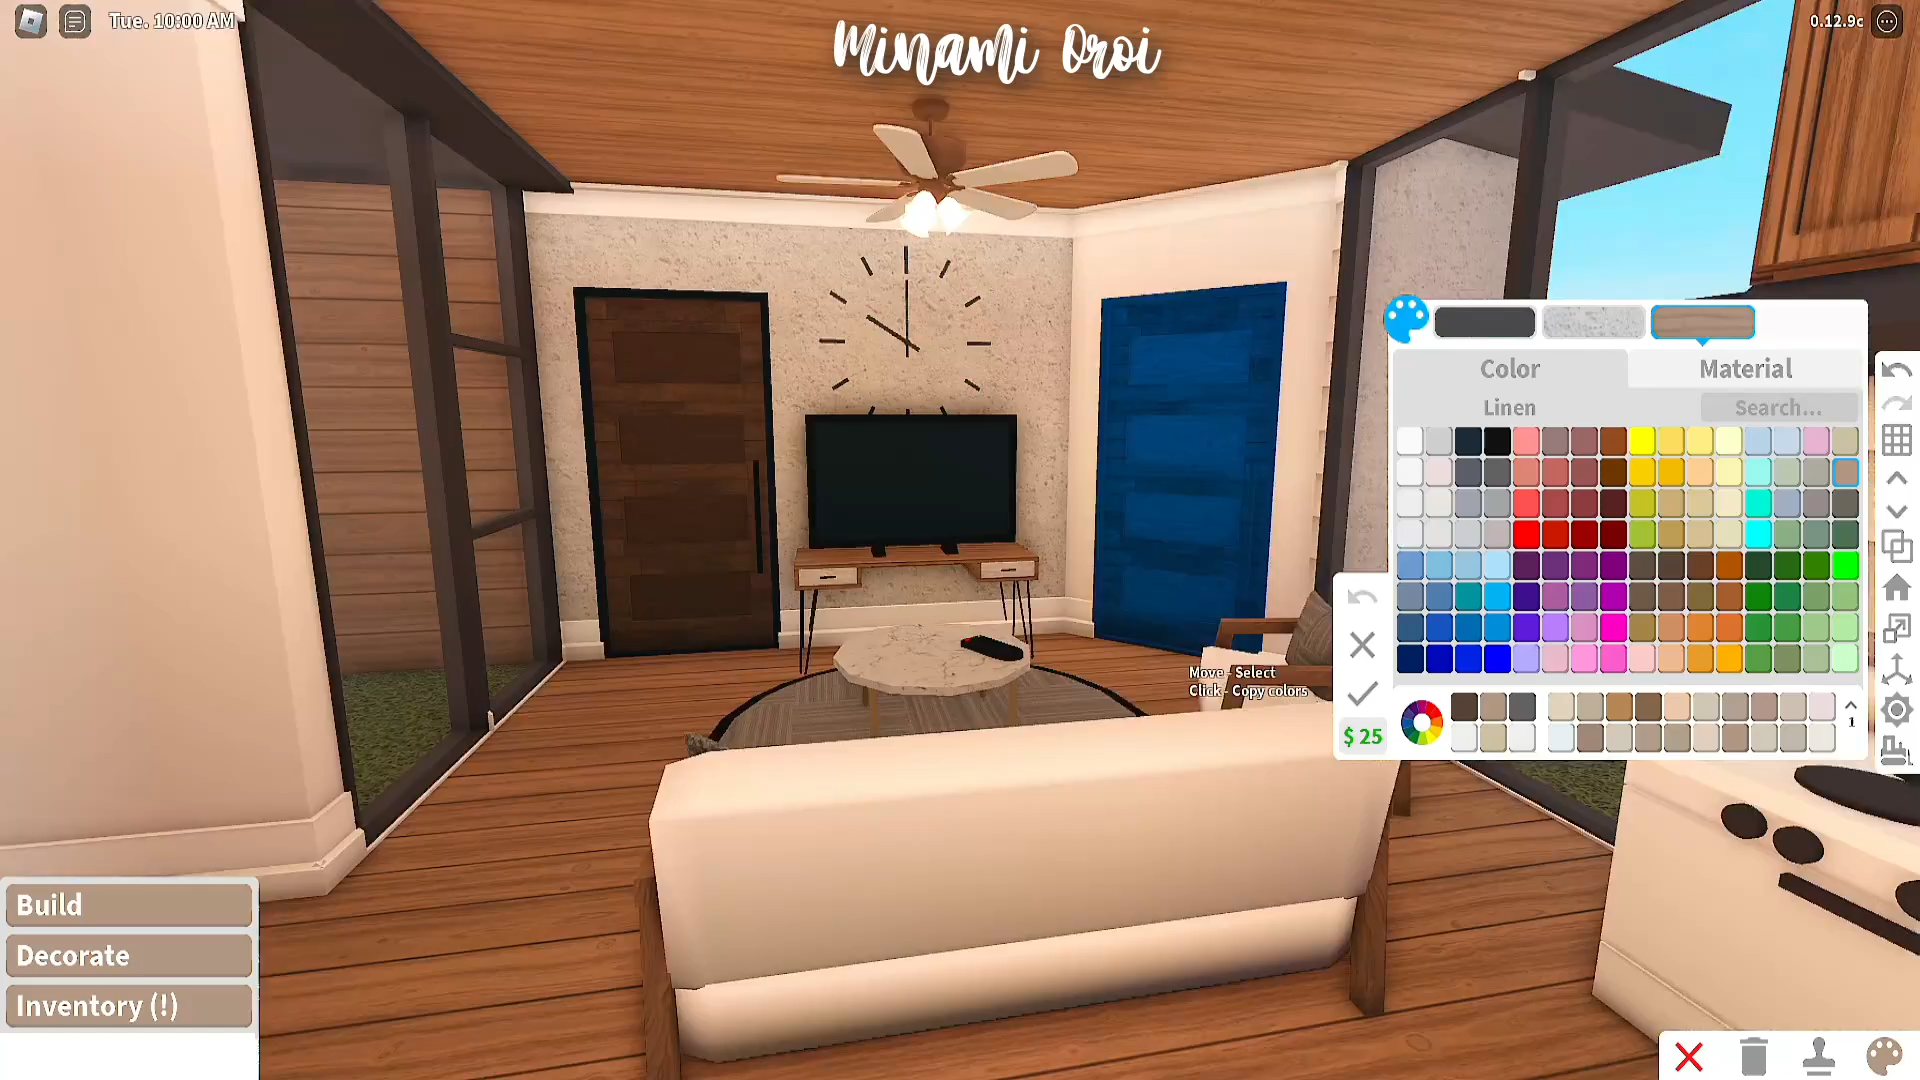 Tue. 10:00 AM
Minami Oroi
0.12.9c
Color
Material
Linen
Search...
Move - Select
Click - Copy colors
$ 25
1
Build
Decorate
Inventory (!)